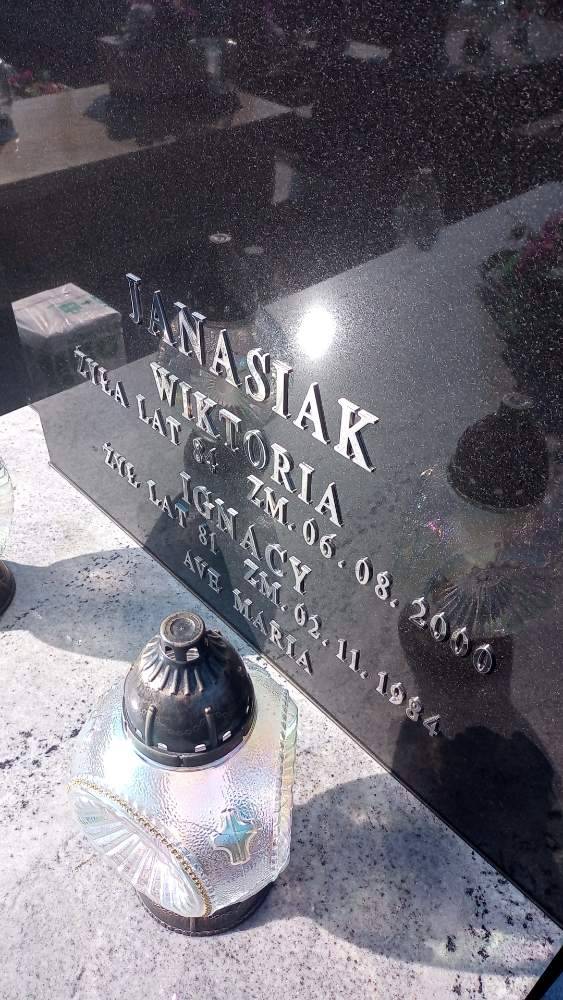 JANASIAK
WIKTORIA
ŻYŁA LAT 84 ZM. 06.08.2000
IGNACY
ŻYŁ. LAT 81 ZM. 02.11.1984
AVE MARIA